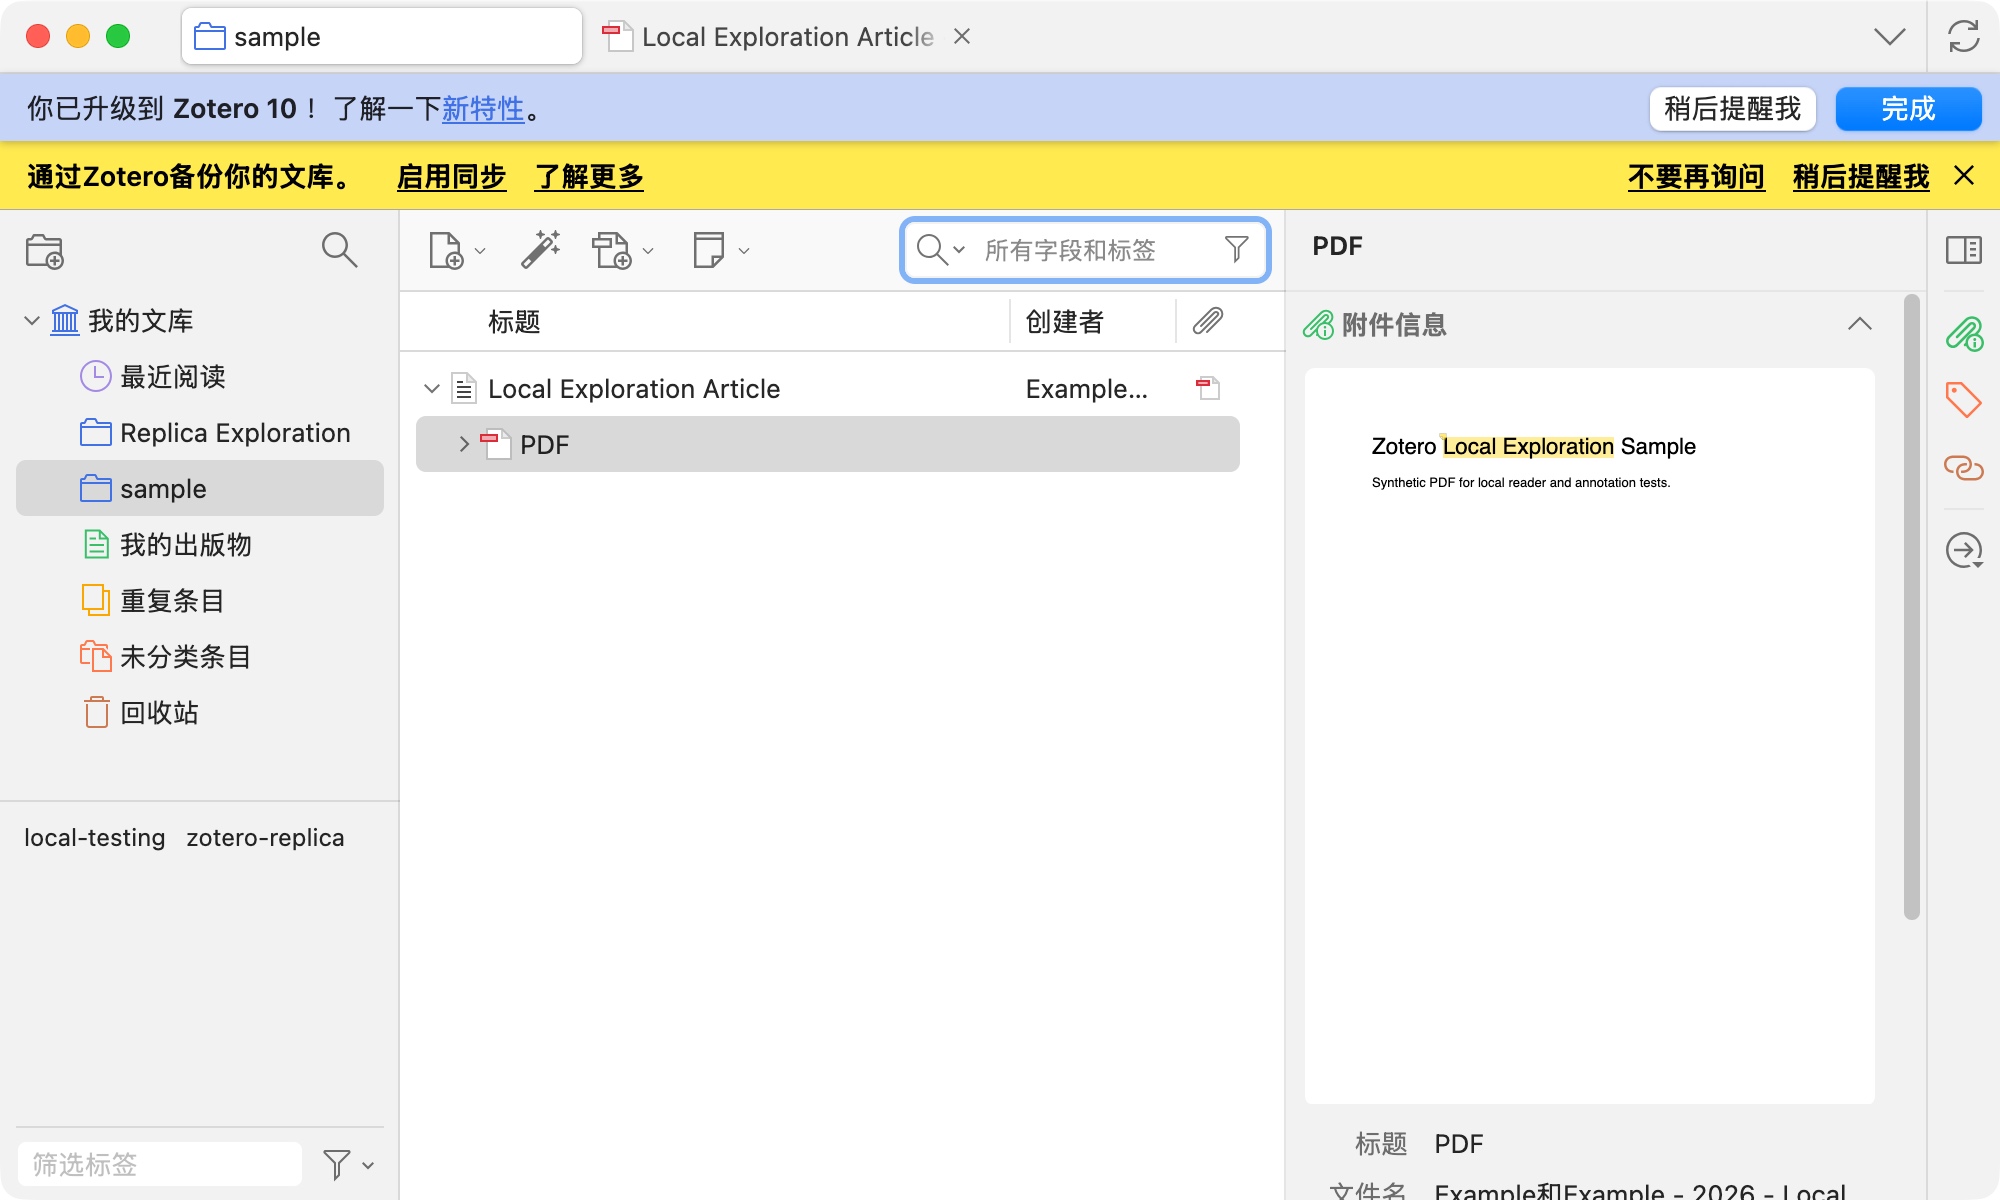 sample
Local Exploration Article
你已升级到 Zotero 10！了解一下新特性。
稍后提醒我
完成
通过Zotero备份你的文库。 启用同步 了解更多
不要再询问 稍后提醒我
所有字段和标签
PDF
我的文库
最近阅读
Replica Exploration
sample
我的出版物
重复条目
未分类条目
回收站
local-testing zotero-replica
筛选标签
标题 创建者
Local Exploration Article Example...
PDF
附件信息
Zotero Local Exploration Sample
Synthetic PDF for local reader and annotation tests.
标题 PDF
文件名 Example和Example - 2026 - Local